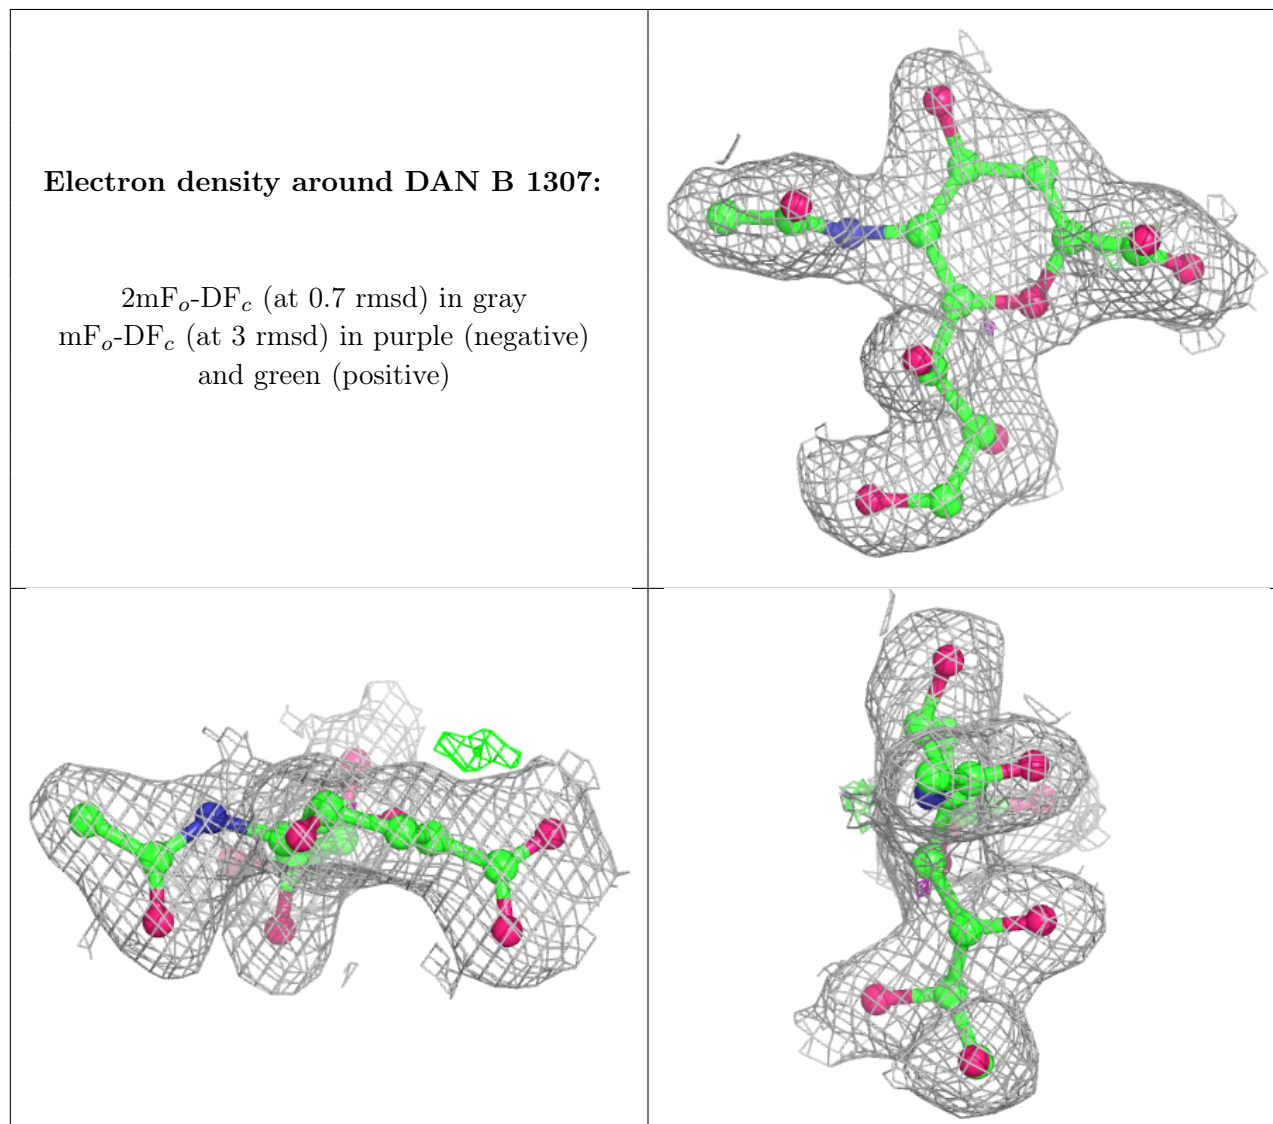 Electron density around DAN B 1307:
2mFo-DFc (at 0.7 rmsd) in gray
mFo-DFc (at 3 rmsd) in purple (negative)
and green (positive)